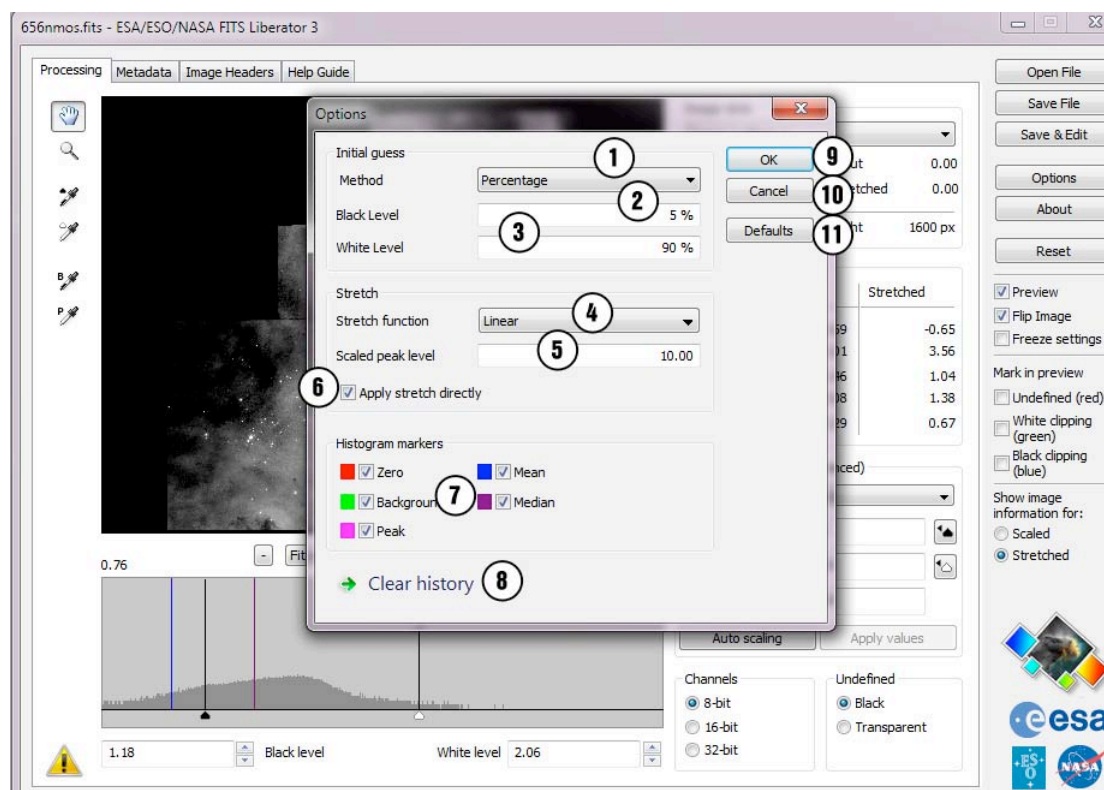 656nmos.fits - ESA/ESO/NASA FITS Liberator 3
Processing Metadata Image Headers Help Guide
Open File
Save File
Save & Edit
Options
About
Reset
Preview
Flip Image
Freeze settings
Mark in preview
Undefined (red)
White clipping
(green)
Black clipping
(blue)
Show image
information for:
Scaled
Stretched
Options
Initial guess
1
Method Percentage
2
Black Level 5 %
3
White Level 90 %
OK 9
Cancel 10
Defaults 11
Stretch
Stretch function Linear 4
Scaled peak level 5 10.00
6 Apply stretch directly
Histogram markers
Zero Mean
Background 7 Median
Peak
Clear history 8
0.00
0.00
1600 px
Stretched
-0.65
3.56
1.04
1.38
0.67
B
P
0.76
- Fit
Auto scaling Apply values
Channels Undefined
8-bit Black
16-bit Transparent
32-bit
1.18 Black level White level 2.06
esa
ES
O
NASA